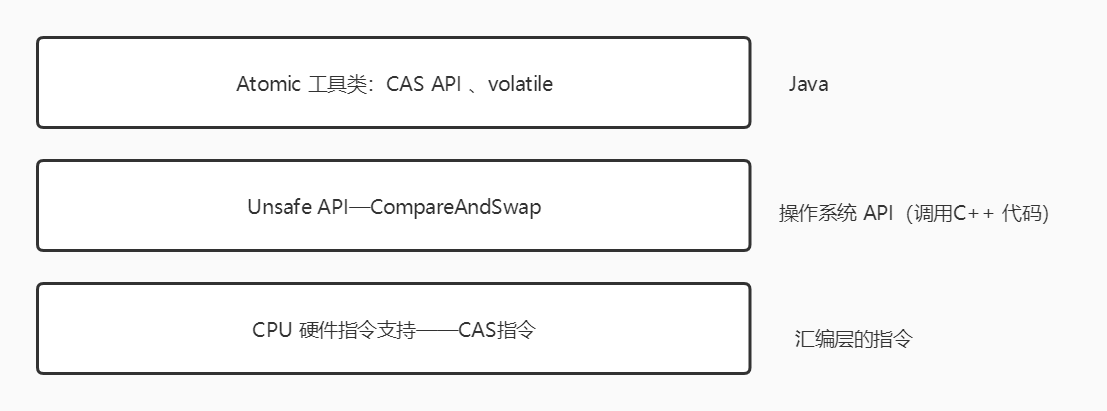 Atomic 工具类：CAS API 、volatile
Java
Unsafe API—CompareAndSwap
操作系统 API（调用C++ 代码）
CPU 硬件指令支持——CAS指令
汇编层的指令